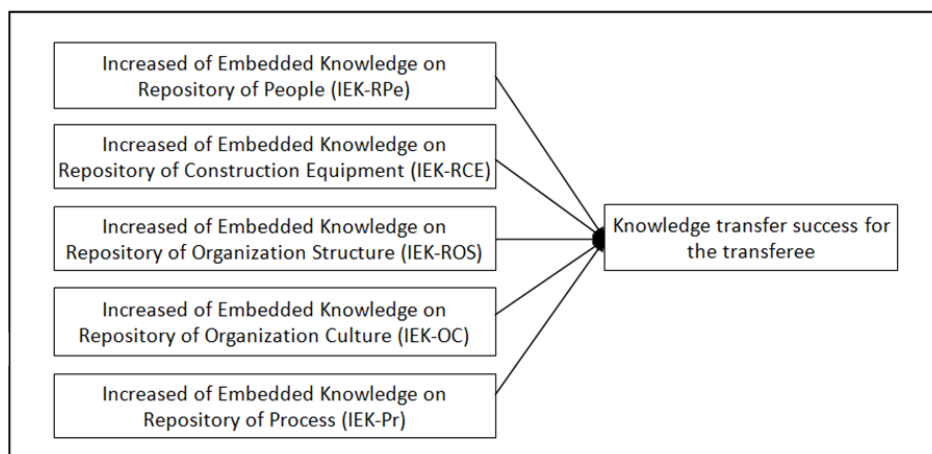 Increased of Embedded Knowledge on
Repository of People (IEK-RPe)
Increased of Embedded Knowledge on
Repository of Construction Equipment (IEK-RCE)
Increased of Embedded Knowledge on
Repository of Organization Structure (IEK-ROS)
Increased of Embedded Knowledge on
Repository of Organization Culture (IEK-OC)
Increased of Embedded Knowledge on
Repository of Process (IEK-Pr)
Knowledge transfer success for
the transferee